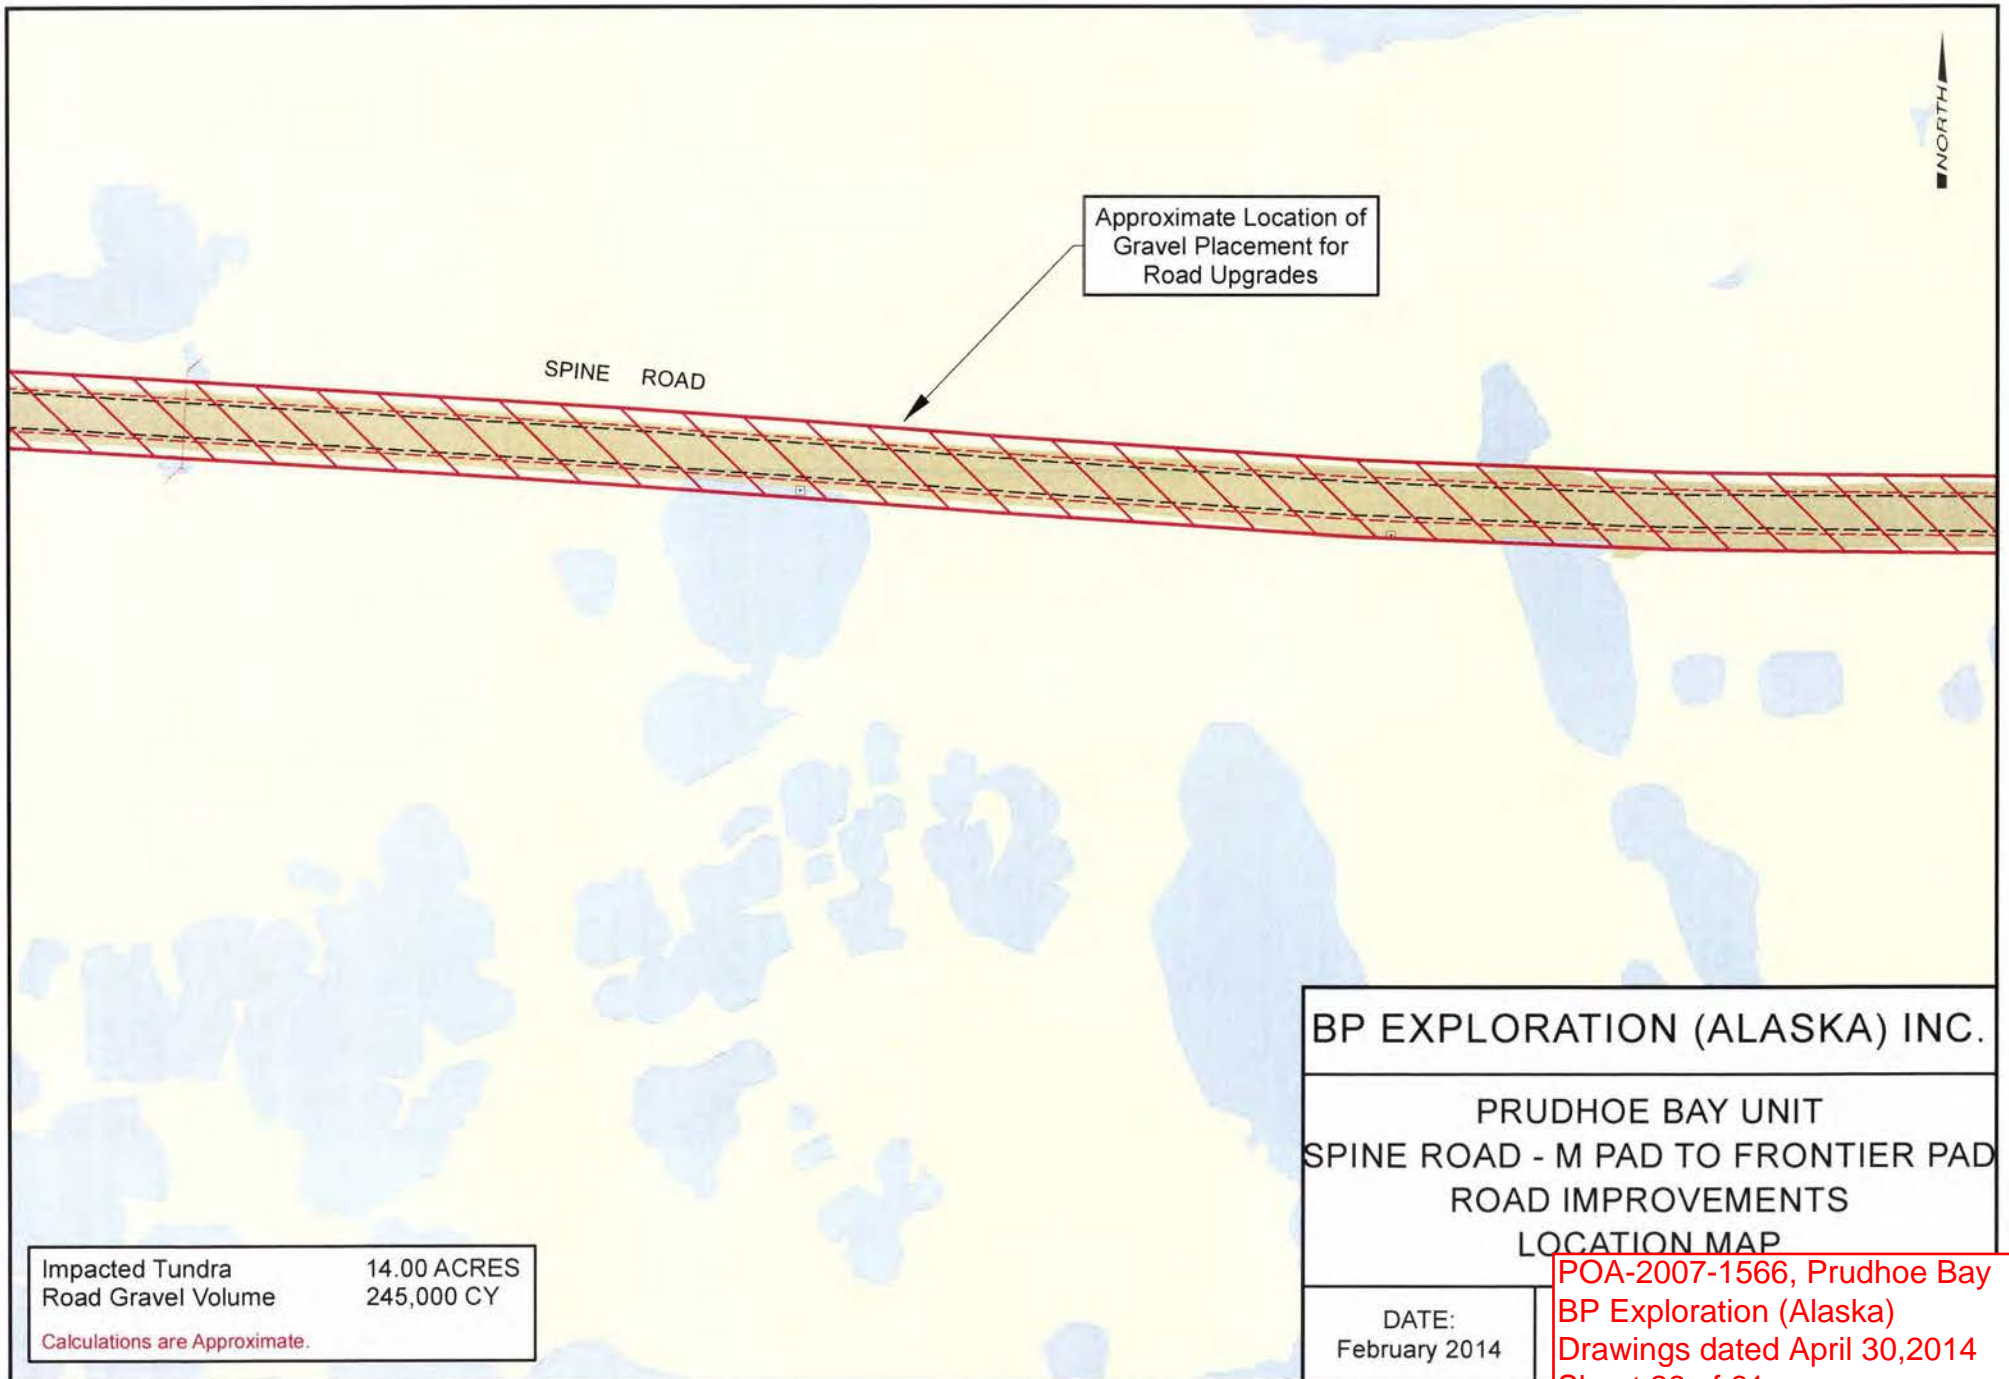 NORTH
Approximate Location of
Gravel Placement for
Road Upgrades
SPINE ROAD
BP EXPLORATION (ALASKA) INC.
PRUDHOE BAY UNIT
SPINE ROAD - M PAD TO FRONTIER PAD
ROAD IMPROVEMENTS
LOCATION MAP
Impacted Tundra 14.00 ACRES
Road Gravel Volume 245,000 CY
Calculations are Approximate.
DATE:
February 2014
POA-2007-1566, Prudhoe Bay
BP Exploration (Alaska)
Drawings dated April 30,2014